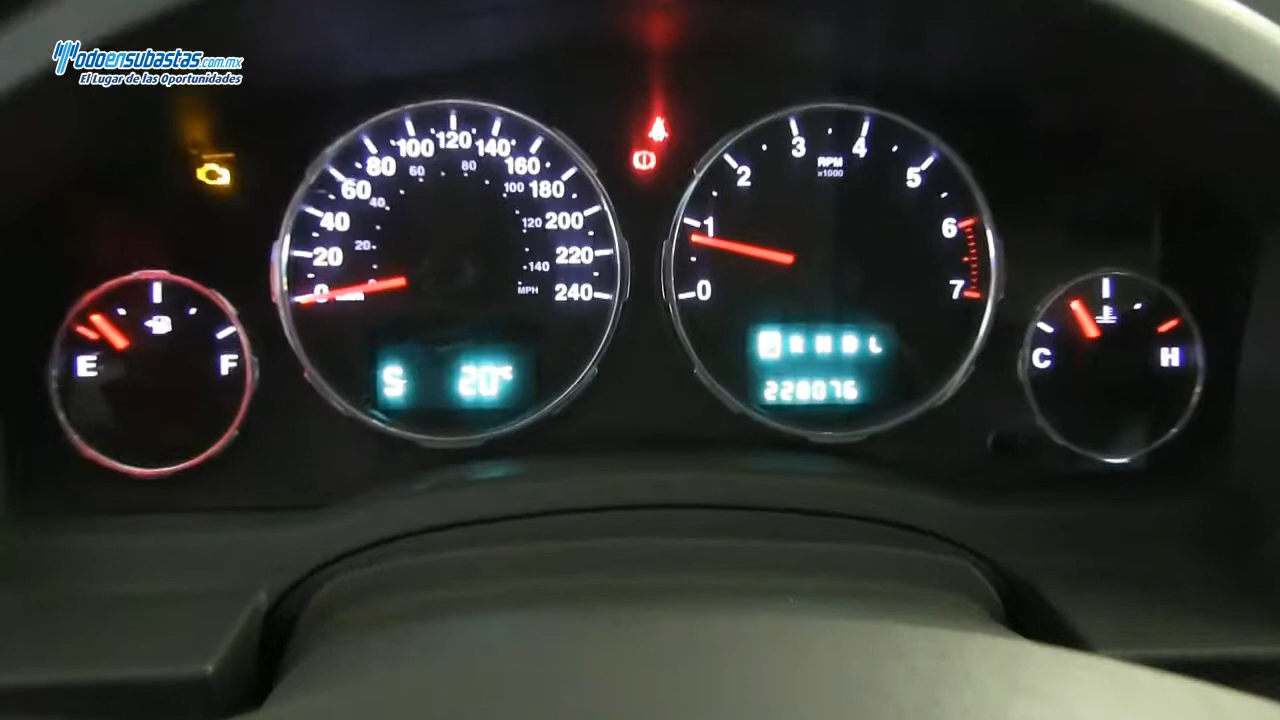 Todoensubastas.com.mx
El Lugar de las Oportunidades
0 20 40 60 80 100 120 140 160 180 200 220 240
20 40 60 80 100 120 140
MPH
S 20°C
0 1 2 3 4 5 6 7
RPM
x1000
P R N D L
228076
E F
C H